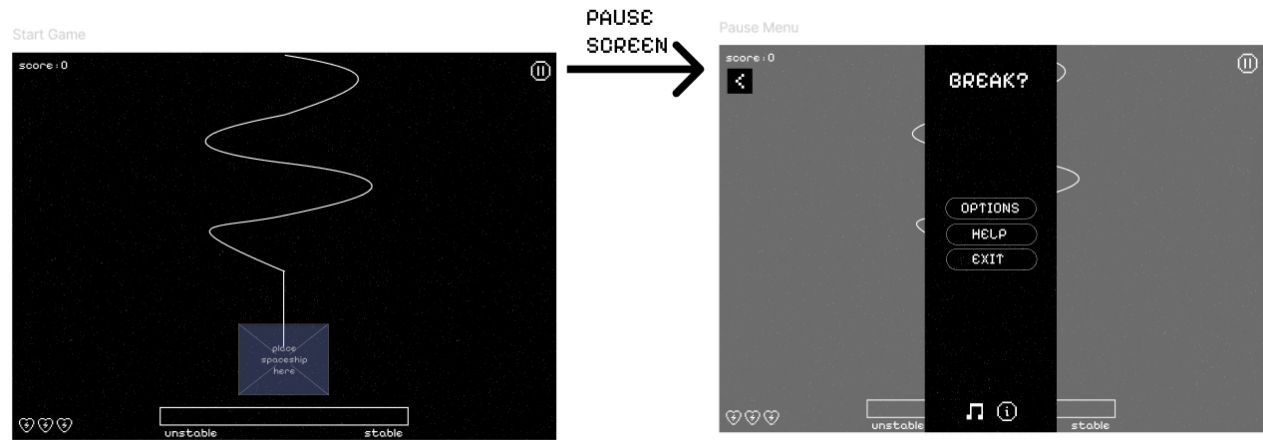 Start Game
score:0
place
spaceship
here
unstable
stable
PAUSE
SCREEN
Pause Menu
score:0
BREAK?
OPTIONS
HELP
EXIT
unstable
stable